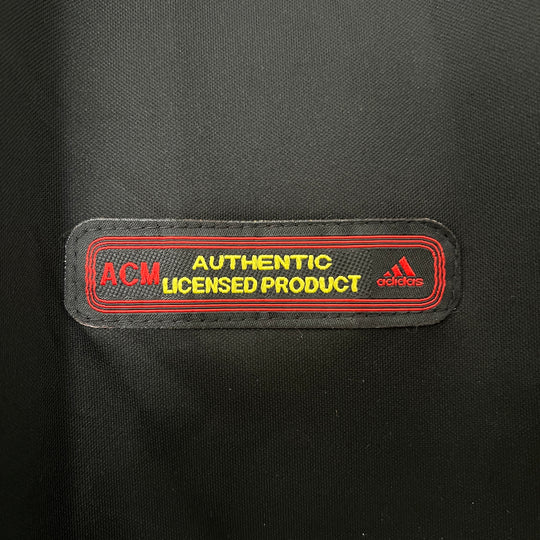 ACM
AUTHENTIC
LICENSED PRODUCT
adidas